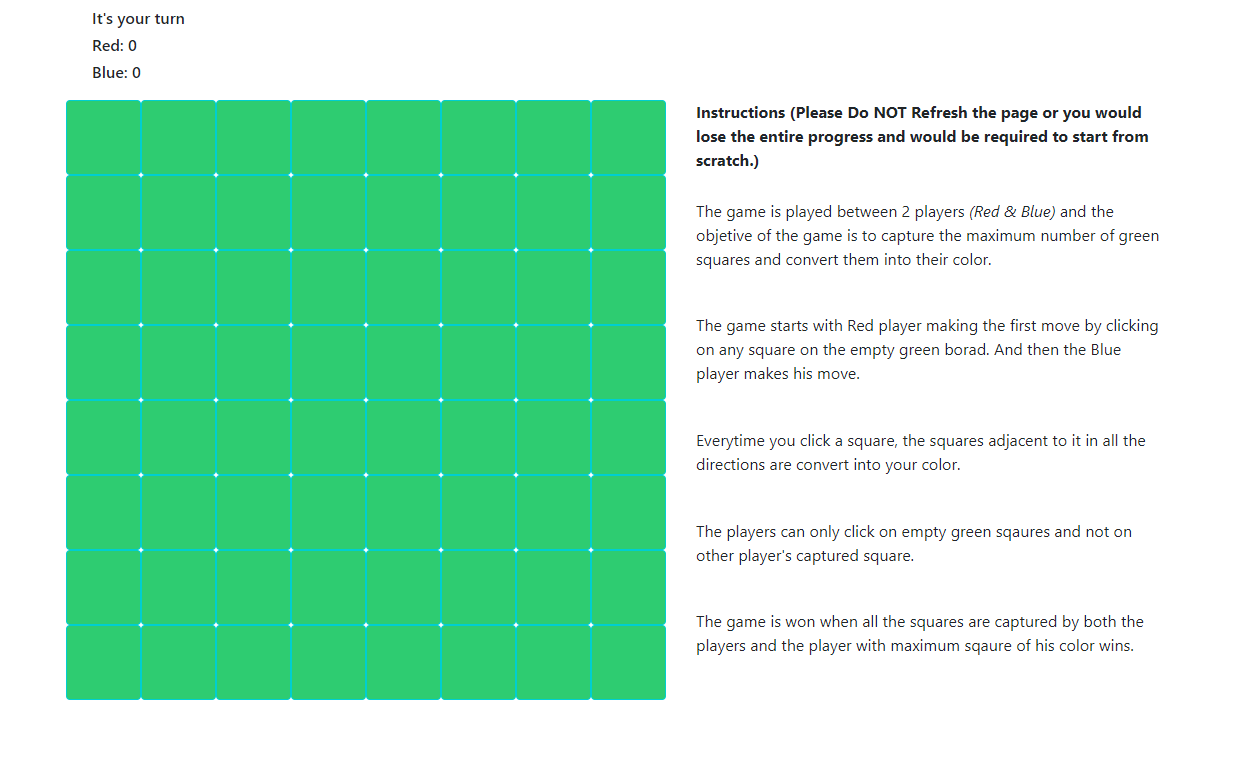 It's your turn
Red: 0
Blue: 0
Instructions (Please Do NOT Refresh the page or you would
lose the entire progress and would be required to start from
scratch.)
The game is played between 2 players (Red & Blue) and the
objetive of the game is to capture the maximum number of green
squares and convert them into their color.
The game starts with Red player making the first move by clicking
on any square on the empty green borad. And then the Blue
player makes his move.
Everytime you click a square, the squares adjacent to it in all the
directions are convert into your color.
The players can only click on empty green sqaures and not on
other player's captured square.
The game is won when all the squares are captured by both the
players and the player with maximum sqaure of his color wins.